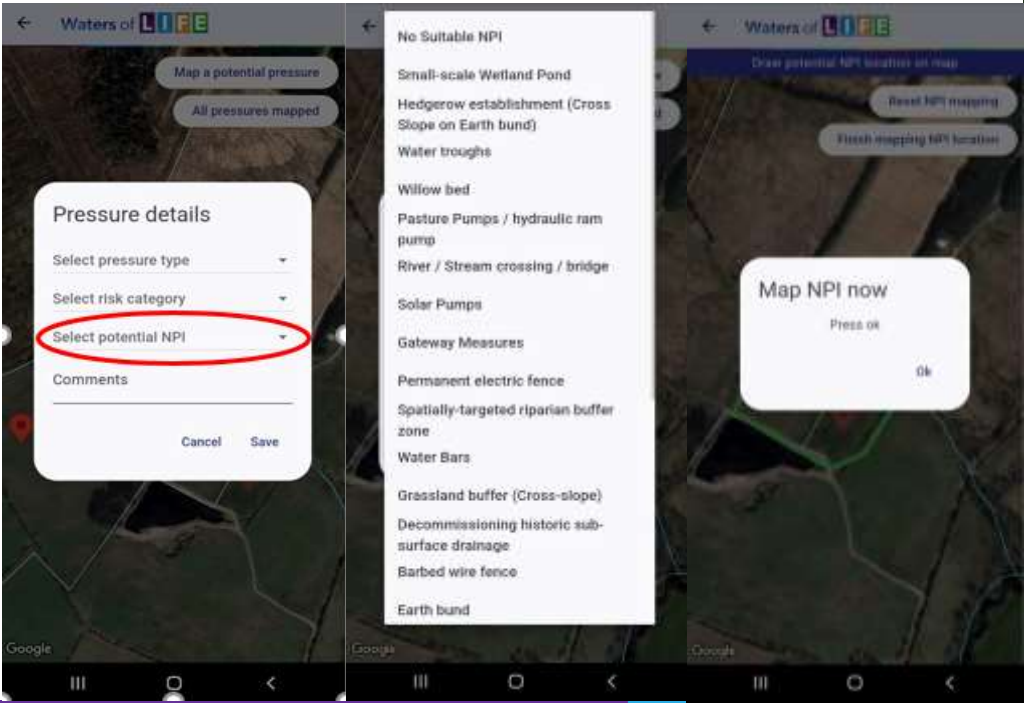 Waters of LIFE
Map a potential pressure
All pressures mapped
Pressure details
Select pressure type
Select risk category
Select potential NPI
Comments
Cancel Save
Google
No Suitable NPI
Small-scale Wetland Pond
Hedgerow establishment (Cross
Slope on Earth bund)
Water troughs
Willow bed
Pasture Pumps / hydraulic ram
pump
River / Stream crossing / bridge
Solar Pumps
Gateway Measures
Permanent electric fence
Spatially-targeted riparian buffer
zone
Water Bars
Grassland buffer (Cross-slope)
Decommissioning historic sub-
surface drainage
Barbed wire fence
Earth bund
Google
Waters of LIFE
Draw potential NPI location on map
Reset NPI mapping
Finish mapping NPI location
Map NPI now
Press ok
Ok
Google